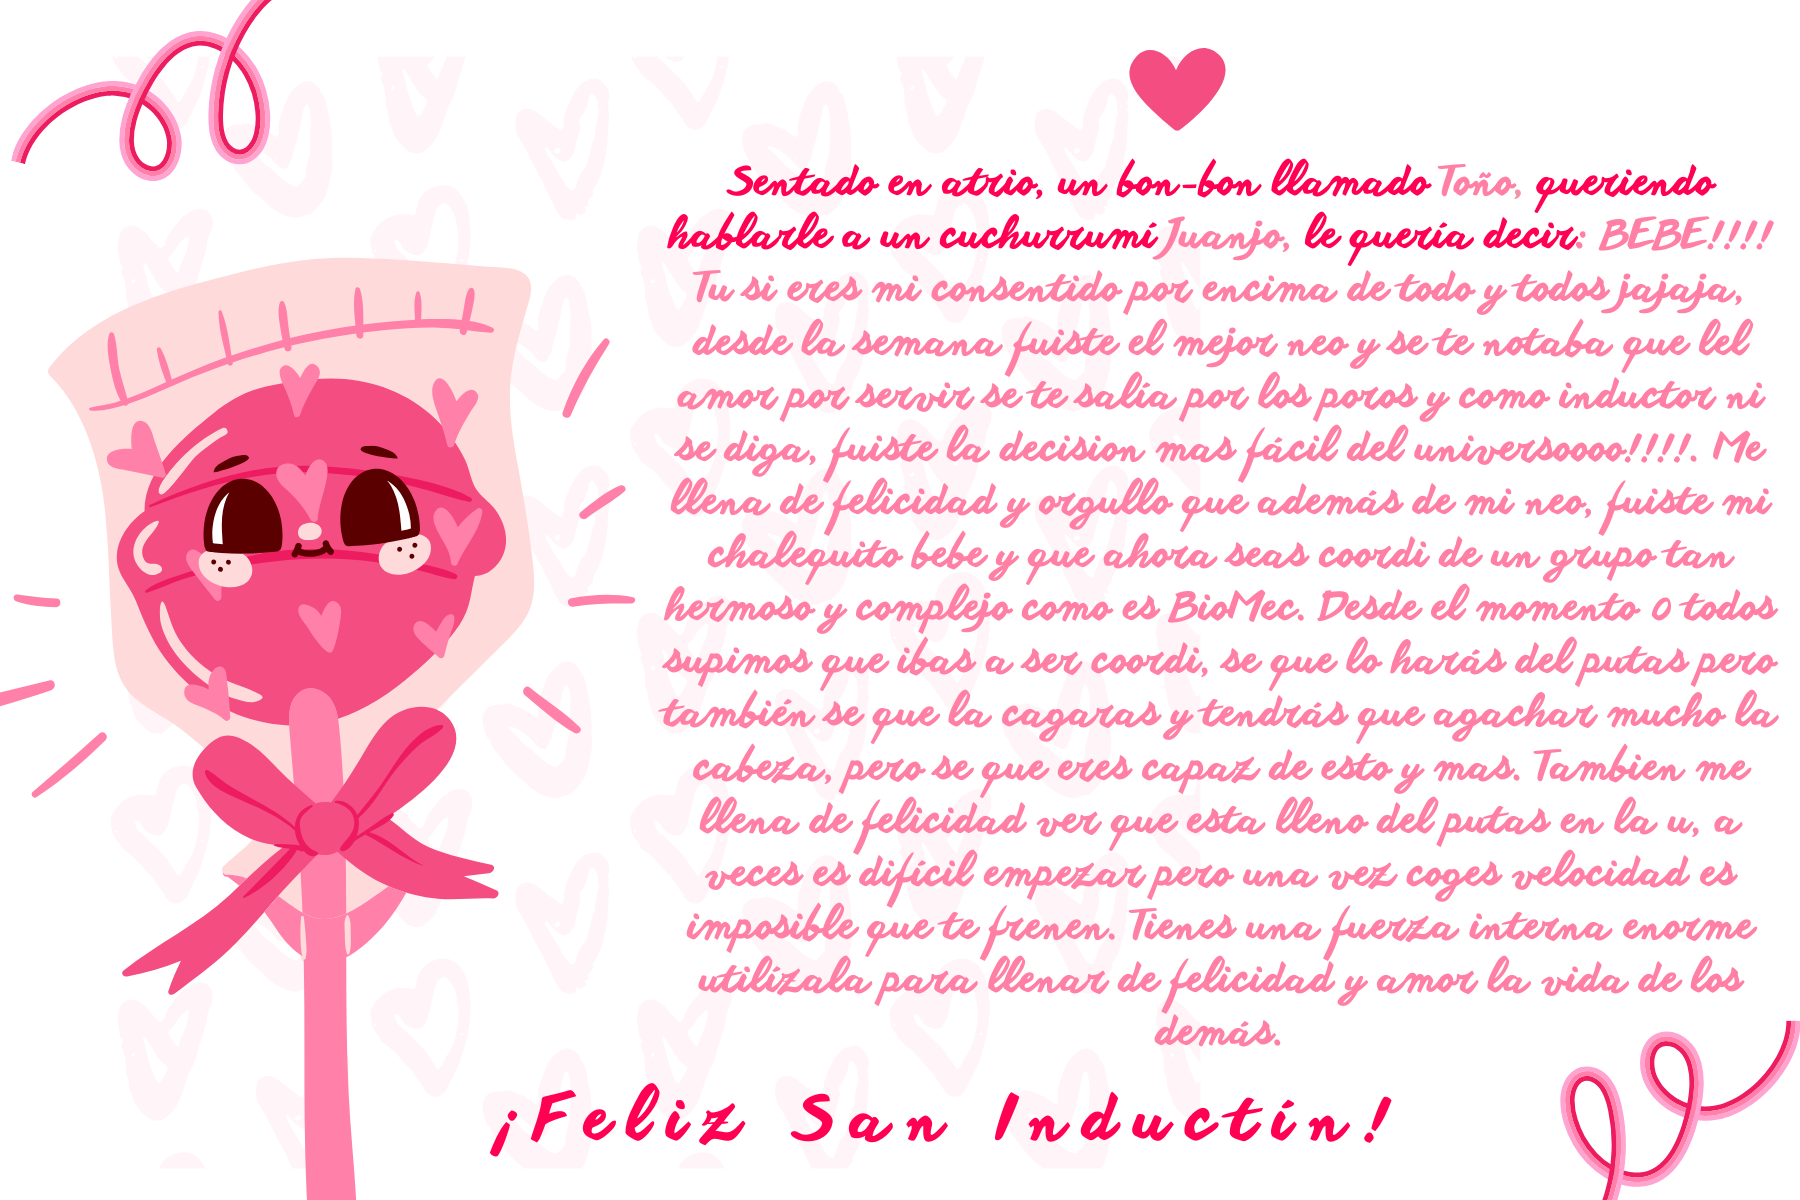 Sentado en atrio, un bon-bon llamado Toño, queriendo
hablarle a un cuchurrumí Juanjo, le quería decir: BEBE!!!!
Tu si eres mi consentido por encima de todo y todos jajaja,
desde la semana fuiste el mejor neo y se te notaba que lel
amor por servir se te salía por los poros y como inductor ni
se diga, fuiste la decision mas fácil del universoooo!!!!. Me
llena de felicidad y orgullo que además de mi neo, fuiste mi
chalequito bebe y que ahora seas coordi de un grupo tan
hermoso y complejo como es BioMec. Desde el momento 0 todos
supimos que ibas a ser coordi, se que lo harás del putas pero
también se que la cagaras y tendrás que agachar mucho la
cabeza, pero se que eres capaz de esto y mas. Tambien me
llena de felicidad ver que esta lleno del putas en la u, a
veces es difícil empezar pero una vez coges velocidad es
imposible que te frenen. Tienes una fuerza interna enorme
utilízala para llenar de felicidad y amor la vida de los
demás.
¡Feliz San Inductín!